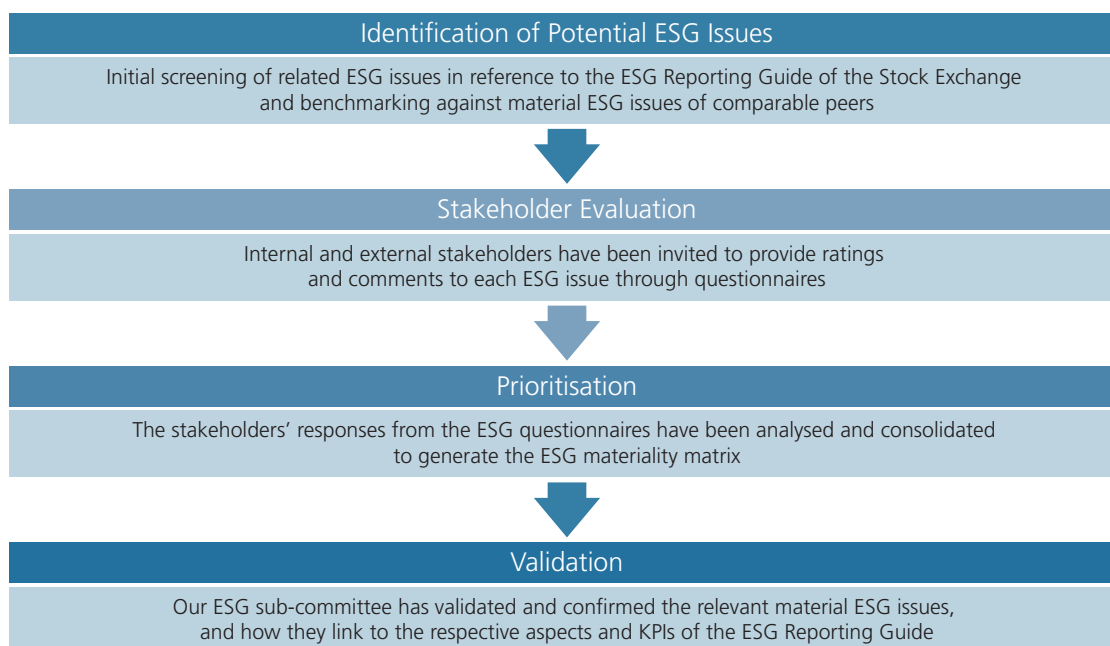 Identification of Potential ESG Issues
Initial screening of related ESG issues in reference to the ESG Reporting Guide of the Stock Exchange
and benchmarking against material ESG issues of comparable peers
Stakeholder Evaluation
Internal and external stakeholders have been invited to provide ratings
and comments to each ESG issue through questionnaires
Prioritisation
The stakeholders’ responses from the ESG questionnaires have been analysed and consolidated
to generate the ESG materiality matrix
Validation
Our ESG sub-committee has validated and confirmed the relevant material ESG issues,
and how they link to the respective aspects and KPIs of the ESG Reporting Guide